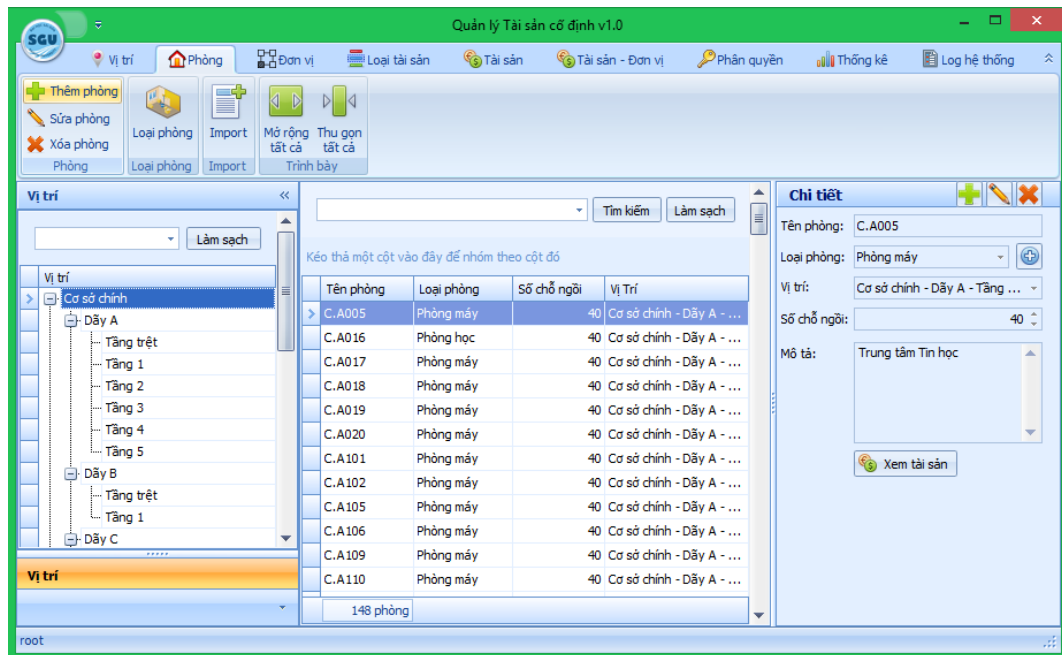 Quản lý Tài sản cố định v1.0
SGU
Vị trí Phòng Đơn vị Loại tài sản Tài sản Tài sản - Đơn vị Phân quyền Thống kê Log hệ thống
Thêm phòng
Sửa phòng
Xóa phòng
Phòng
Loại phòng
Loại phòng
Import
Import
Mở rộng tất cả
Thu gọn tất cả
Trình bày
Vị trí
Làm sạch
Vị trí
Cơ sở chính
Dãy A
Tầng trệt
Tầng 1
Tầng 2
Tầng 3
Tầng 4
Tầng 5
Dãy B
Tầng trệt
Tầng 1
Dãy C
Vị trí
Tìm kiếm Làm sạch
Kéo thả một cột vào đây để nhóm theo cột đó
Tên phòng Loại phòng Số chỗ ngồi Vị Trí
C.A005 Phòng máy 40 Cơ sở chính - Dãy A - ...
C.A016 Phòng học 40 Cơ sở chính - Dãy A - ...
C.A017 Phòng máy 40 Cơ sở chính - Dãy A - ...
C.A018 Phòng máy 40 Cơ sở chính - Dãy A - ...
C.A019 Phòng máy 40 Cơ sở chính - Dãy A - ...
C.A020 Phòng máy 40 Cơ sở chính - Dãy A - ...
C.A101 Phòng máy 40 Cơ sở chính - Dãy A - ...
C.A102 Phòng máy 40 Cơ sở chính - Dãy A - ...
C.A105 Phòng máy 40 Cơ sở chính - Dãy A - ...
C.A106 Phòng máy 40 Cơ sở chính - Dãy A - ...
C.A109 Phòng máy 40 Cơ sở chính - Dãy A - ...
C.A110 Phòng máy 40 Cơ sở chính - Dãy A - ...
148 phòng
Chi tiết
Tên phòng: C.A005
Loại phòng: Phòng máy
Vị trí: Cơ sở chính - Dãy A - Tầng ...
Số chỗ ngồi: 40
Mô tả: Trung tâm Tin học
Xem tài sản
root